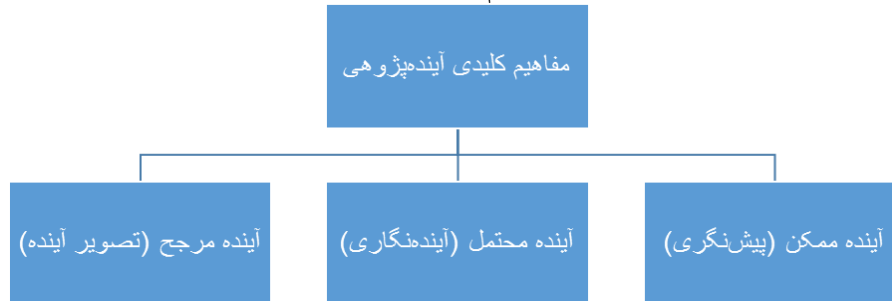 مفاهیم کلیدی آینده‌پژوهی
آینده ممکن (پیش‌نگری)
آینده محتمل (آینده‌نگاری)
آینده مرجح (تصویر آینده)